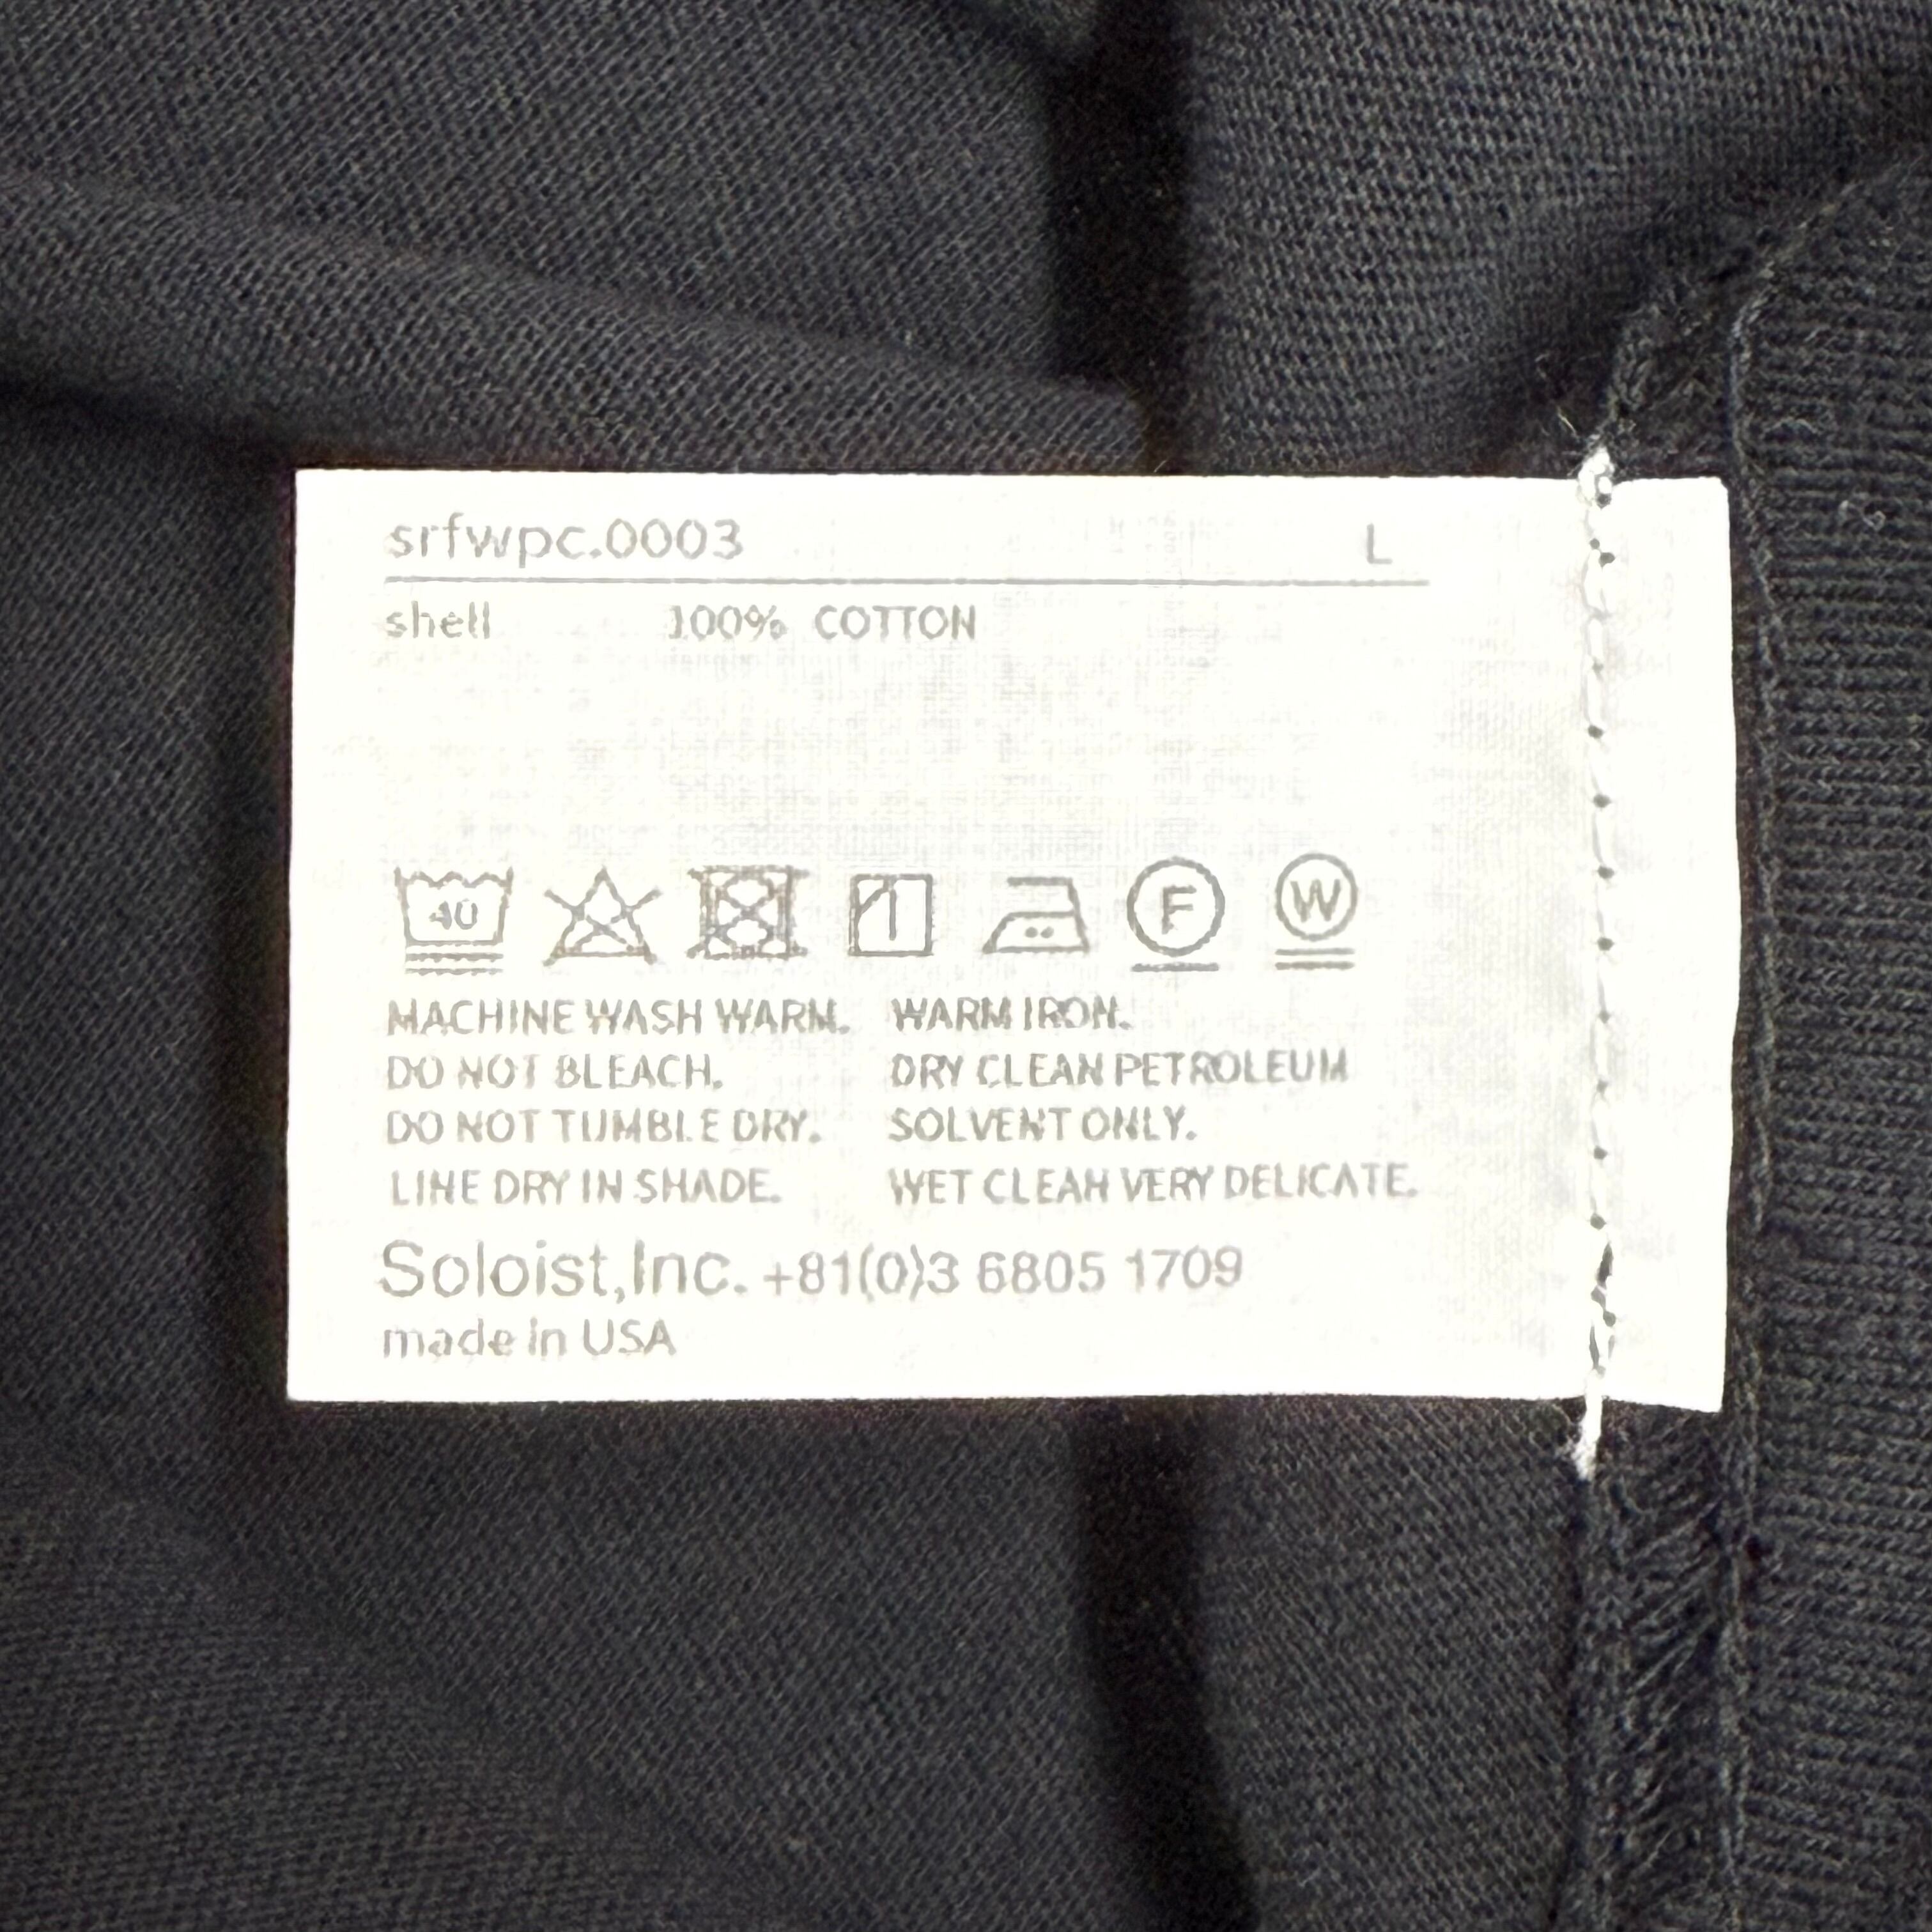 srfwpc.0003 L
shell 100% COTTON
40 F W
MACHINE WASH WARM. WARM IRON.
DO NOT BLEACH. DRY CLEAN PETROLEUM
DO NOT TUMBLE DRY. SOLVENT ONLY.
LINE DRY IN SHADE. WET CLEAN VERY DELICATE.
Soloist,Inc. +81(0)3 6805 1709
made in USA